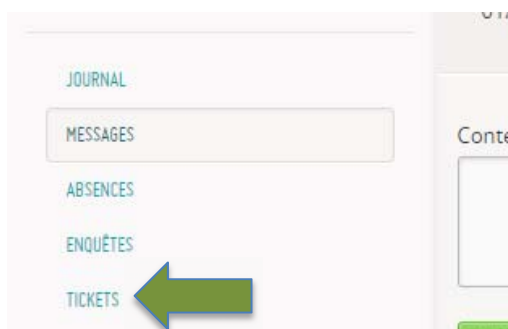 JOURNAL
MESSAGES
Conte
ABSENCES
ENQUÊTES
TICKETS